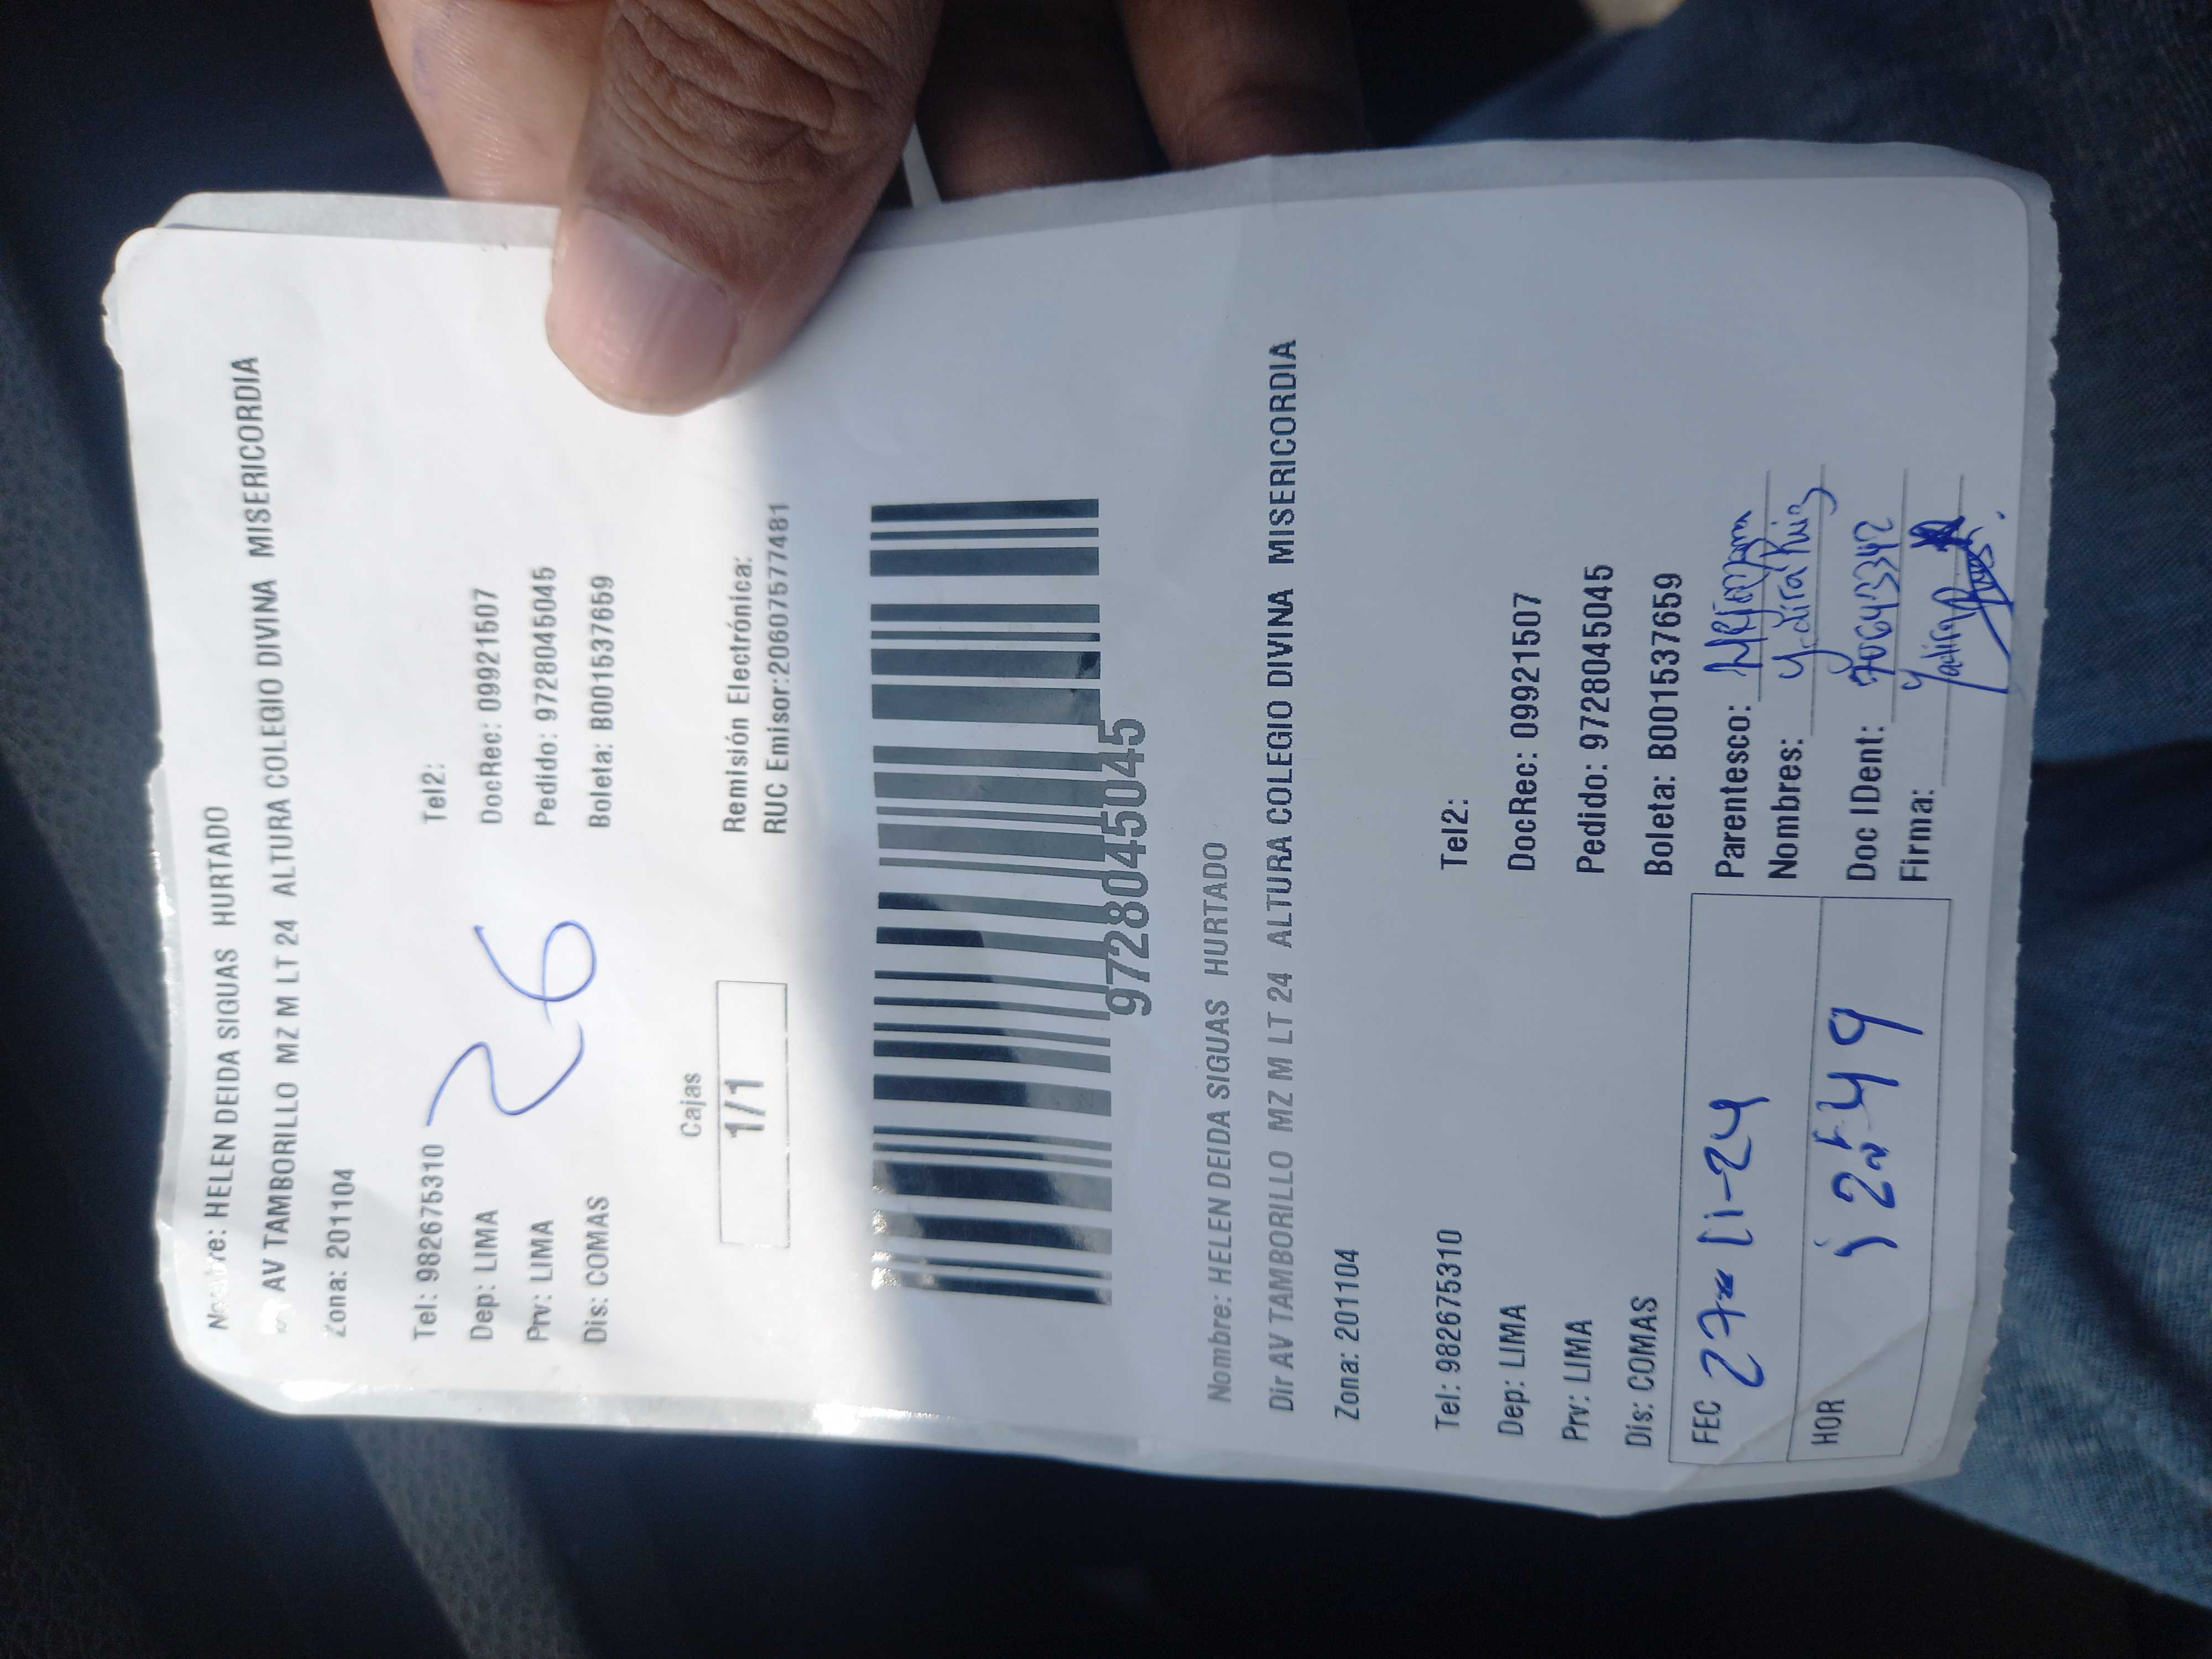 Nombre: HELEN DEIDA SIGUAS HURTADO
AV TAMBORILLO MZ M LT 24 ALTURA COLEGIO DIVINA MISERICORDIA
Zona: 201104
Tel: 982675310 Tel2:
Dep: LIMA DocRec: 09921507
Prv: LIMA Pedido: 9728045045
Dis: COMAS Boleta: B001537659
26
Cajas
1/1
Remisión Electrónica:
RUC Emisor:20607577481
9728045045
Nombre: HELEN DEIDA SIGUAS HURTADO
Dir AV TAMBORILLO MZ M LT 24 ALTURA COLEGIO DIVINA MISERICORDIA
Zona: 201104
Tel: 982675310 Tel2:
Dep: LIMA DocRec: 09921507
Prv: LIMA Pedido: 9728045045
Dis: COMAS Boleta: B001537659
FEC 27 11-24 Parentesco:
Nombres: Yadira Ruiz
HOR 12:49 Doc IDent: 70643342
Firma: Yadira